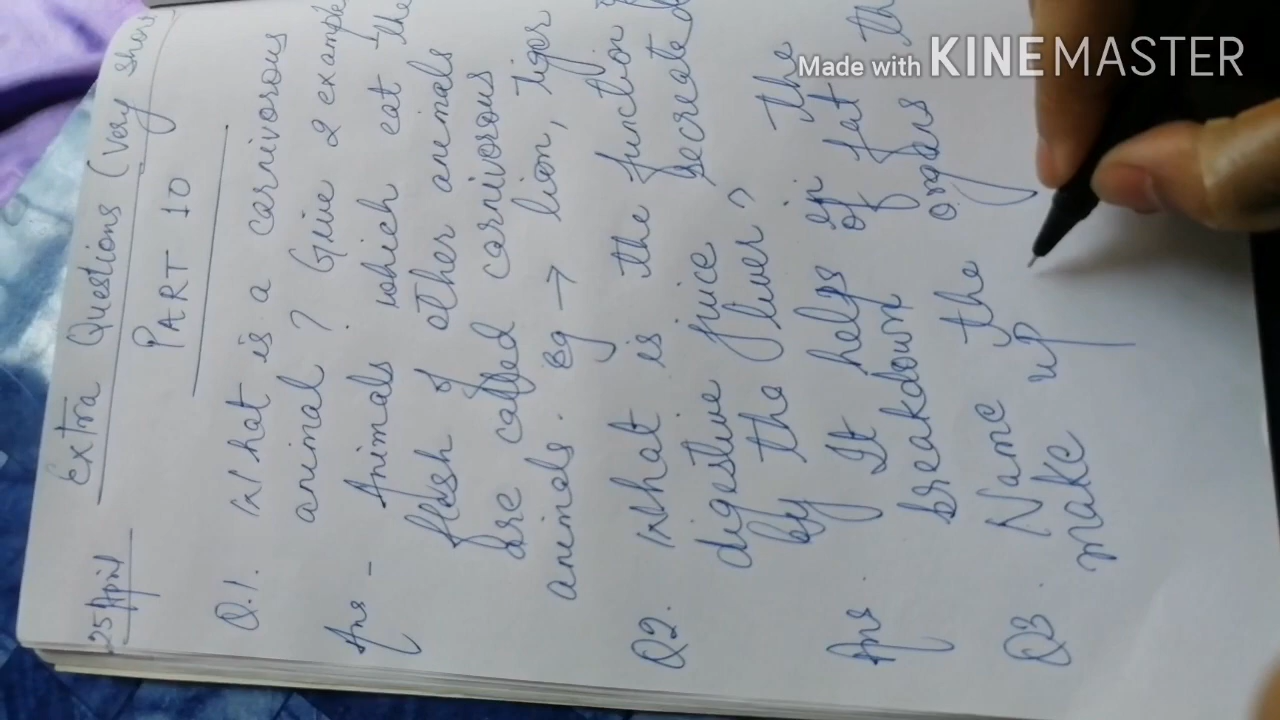 25 April
Extra Questions (Very short
PART 10
Q.1. What is a carnivorous
animal? Give 2 example
Ans - Animals which eat the
flesh of other animals
are called carnivorous
animals. Eg → lion, tiger
Q2. What is the function
digestive juice secreted
by the liver?
Ans. It helps in the
breakdown of fat
Q3. Name the organs th
make up
Made with KINEMASTER